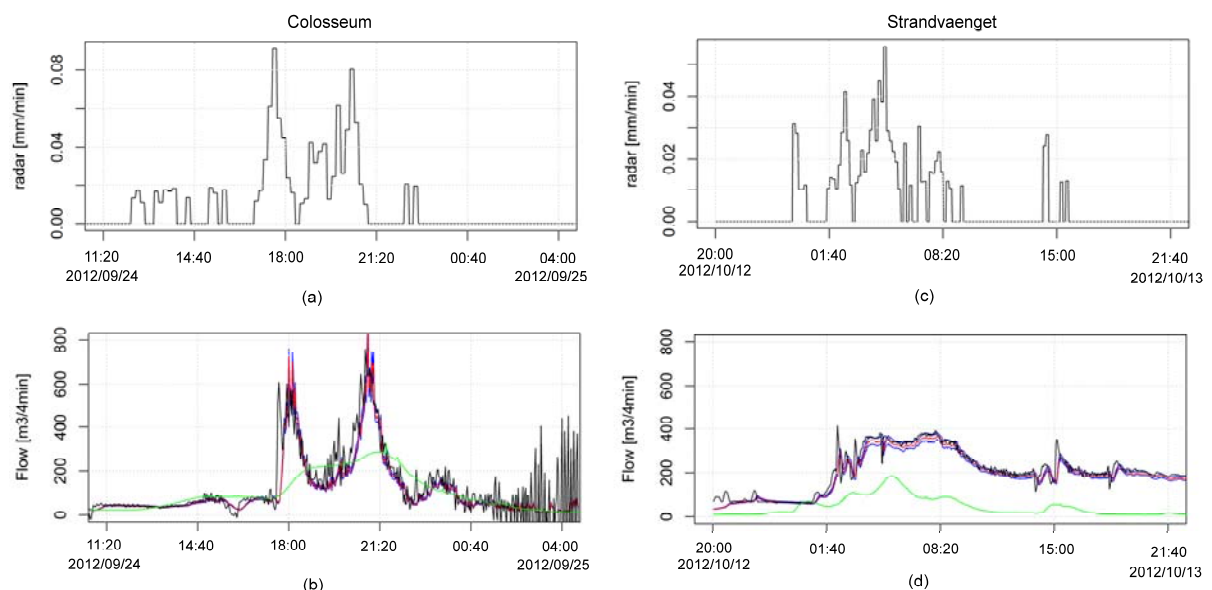 Colosseum
radar [mm/min]
0.08
0.04
0.00
11:20 14:40 18:00 21:20 00:40 04:00
2012/09/24 2012/09/25
(a)
Strandvaenget
radar [mm/min]
0.04
0.02
0.00
20:00 01:40 08:20 15:00 21:40
2012/10/12 2012/10/13
(c)
Flow [m3/4min]
800
600
400
200
0
11:20 14:40 18:00 21:20 00:40 04:00
2012/09/24 2012/09/25
(b)
Flow [m3/4min]
800
600
400
200
0
20:00 01:40 08:20 15:00 21:40
2012/10/12 2012/10/13
(d)